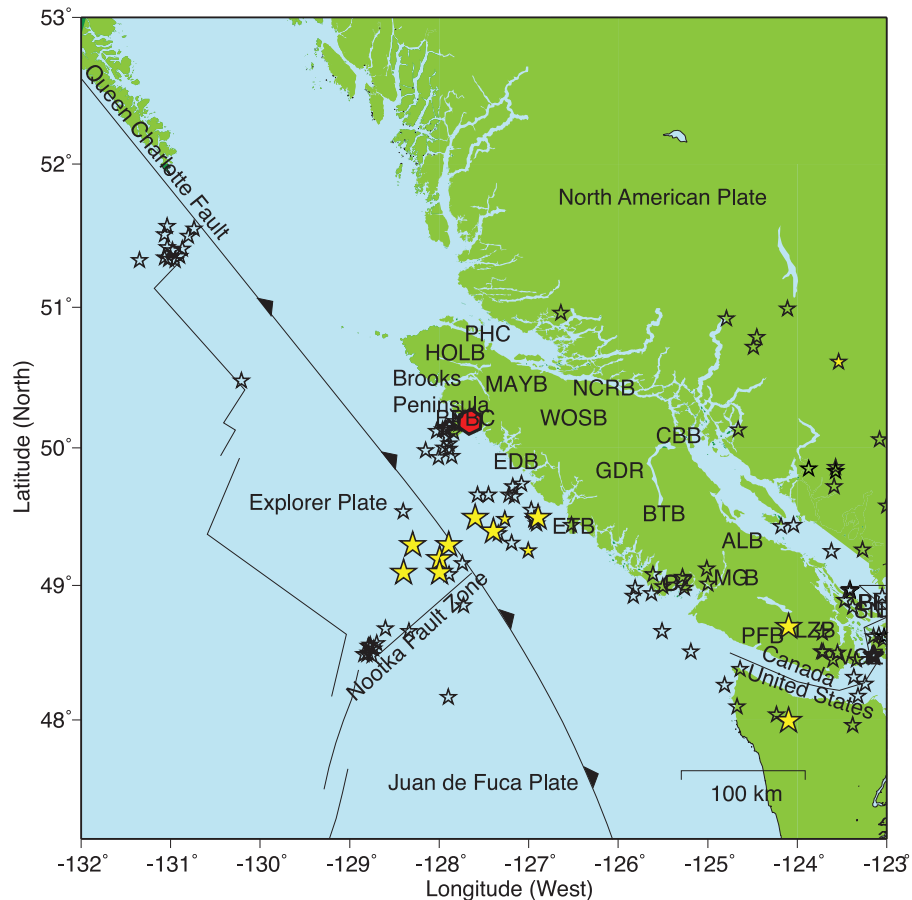 53°
52°
51°
50°
49°
48°
Latitude (North)
Queen Charlotte Fault
North American Plate
PHC
HOLB
Brooks
Peninsula
MAYB
NCRB
WOSB
CBB
EDB
GDR
Explorer Plate
BTB
ETB
ALB
PFB
LZB
Nootka Fault Zone
Canada
United States
Juan de Fuca Plate
100 km
-132°
-131°
-130°
-129°
-128°
-127°
-126°
-125°
-124°
-123°
Longitude (West)